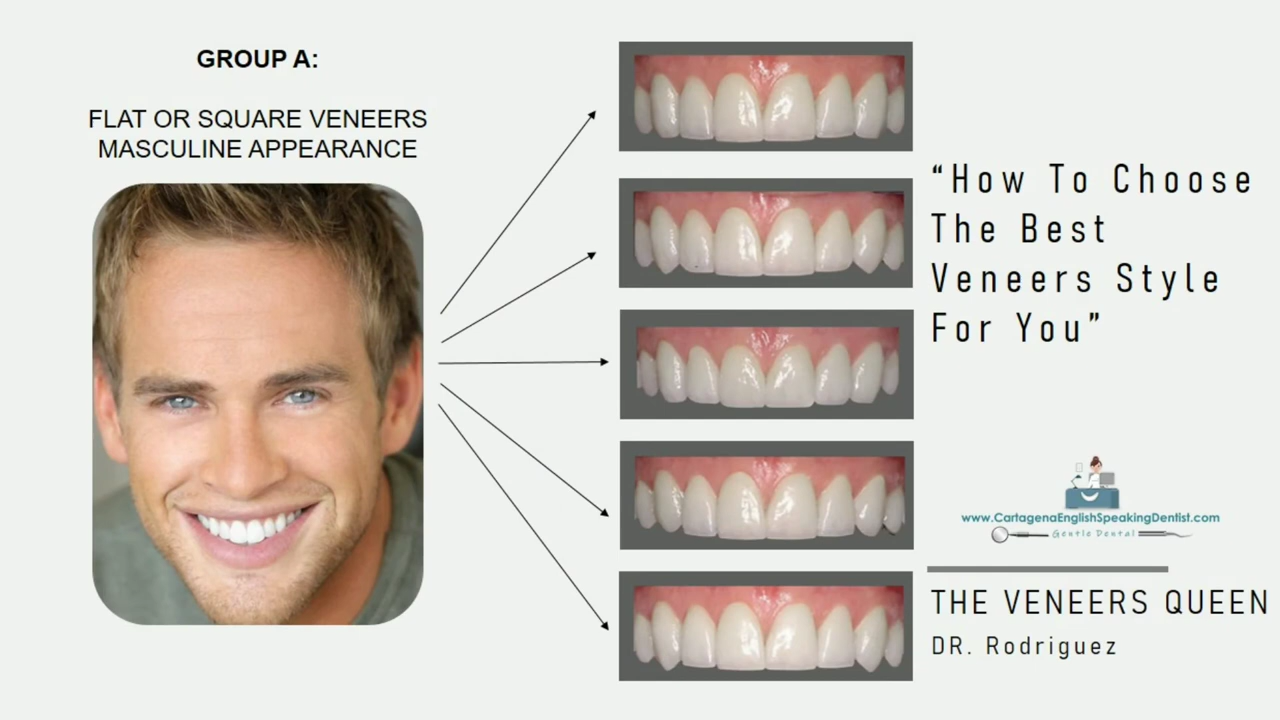 GROUP A:
FLAT OR SQUARE VENEERS
MASCULINE APPEARANCE
“How To Choose
The Best
Veneers Style
For You”
www.CartagenaEnglishSpeakingDentist.com
Gentle Dental
THE VENEERS QUEEN
DR. Rodriguez